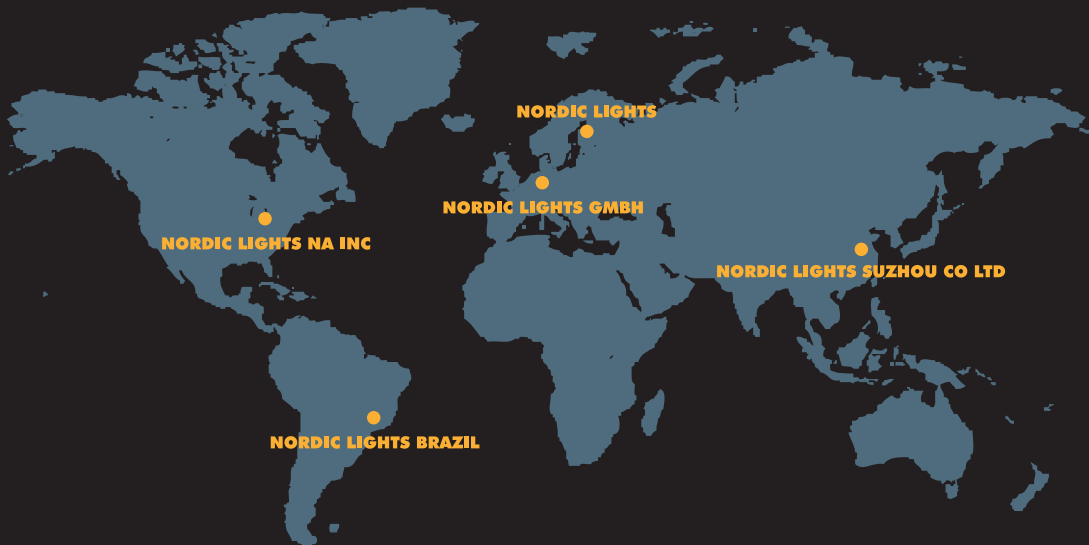 NORDIC LIGHTS
NORDIC LIGHTS GMBH
NORDIC LIGHTS NA INC
NORDIC LIGHTS SUZHOU CO LTD
NORDIC LIGHTS BRAZIL